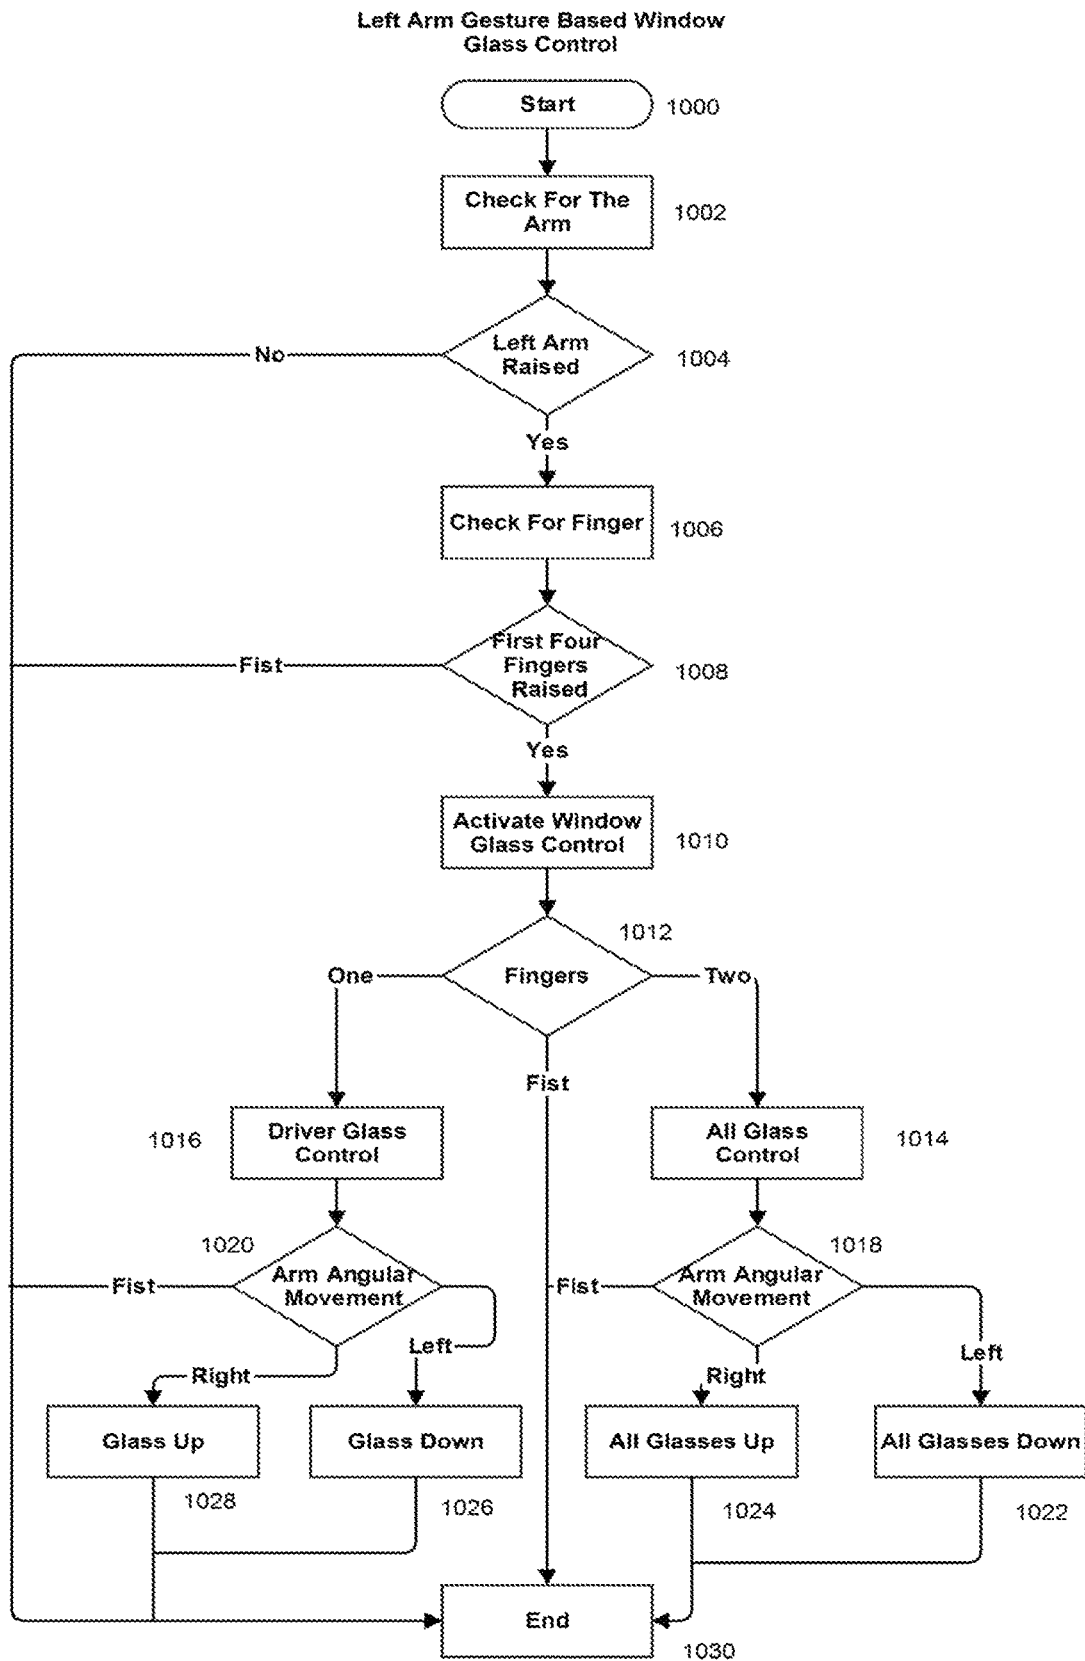 Left Arm Gesture Based Window
Glass Control
Start
1000
Check For The
Arm
1002
Left Arm
Raised
1004
No
Yes
Check For Finger
1006
First Four
Fingers
Raised
1008
Fist
Yes
Activate Window
Glass Control
1010
Fingers
1012
One
Two
Fist
1016
Driver Glass
Control
All Glass
Control
1014
1020
Arm Angular
Movement
Fist
Left
Right
1018
Arm Angular
Movement
Fist
Right
Left
Glass Up
Glass Down
All Glasses Up
All Glasses Down
1028
1026
1024
1022
End
1030